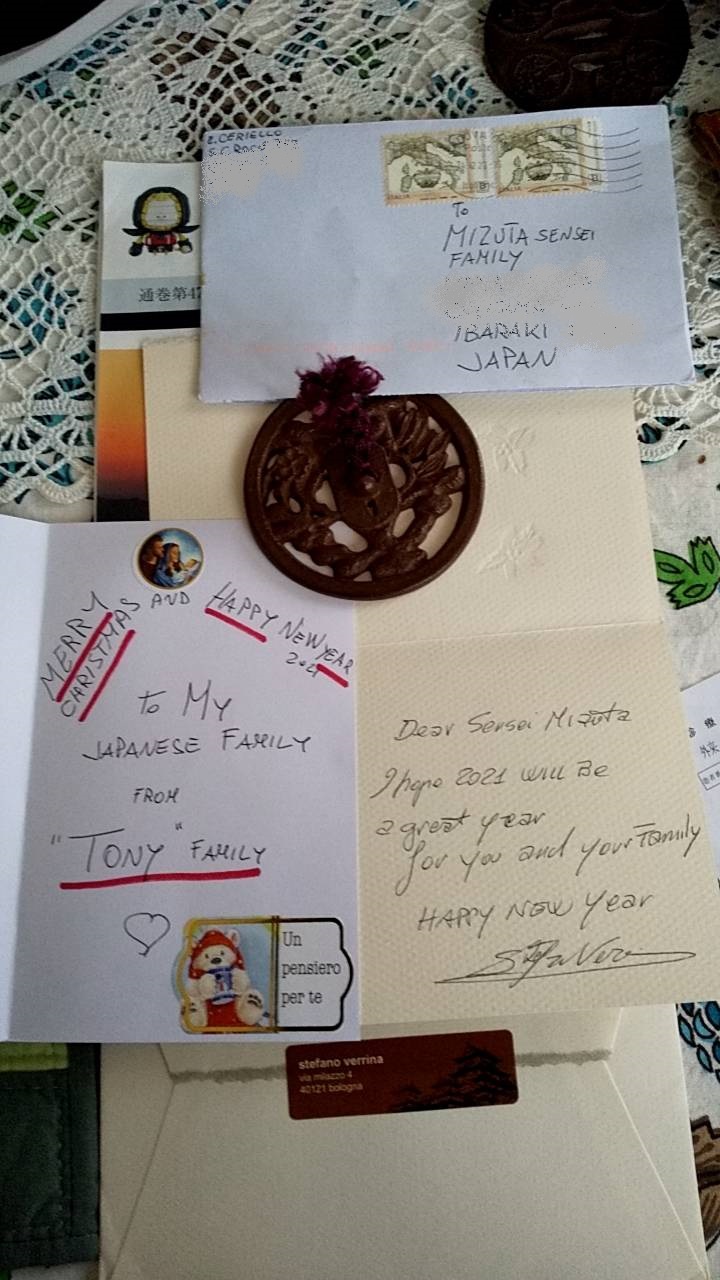 To
MIZUTA SENSEI
FAMILY
IBARAKI
JAPAN
通巻第47
MERRY
CHRISTMAS
AND
HAPPY NEW YEAR
2021
to MY
JAPANESE FAMILY
FROM
"TONY" FAMILY
Un
pensiero
per te
Dear Sensei Mizuta
I hope 2021 will Be
a great year
for you and your Family
HAPPY NEW Year
stefano verrina
via milazzo 4
40121 bologna